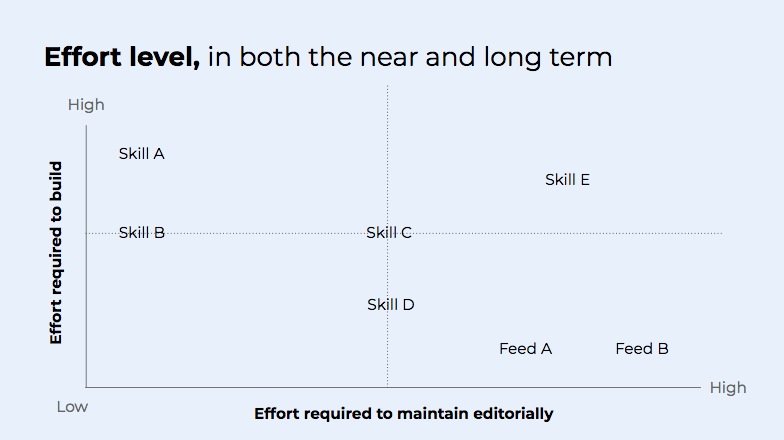 Effort level, in both the near and long term
High
Skill A
Skill E
Effort required to build
Skill B
Skill C
Skill D
Feed A
Feed B
High
Low
Effort required to maintain editorially